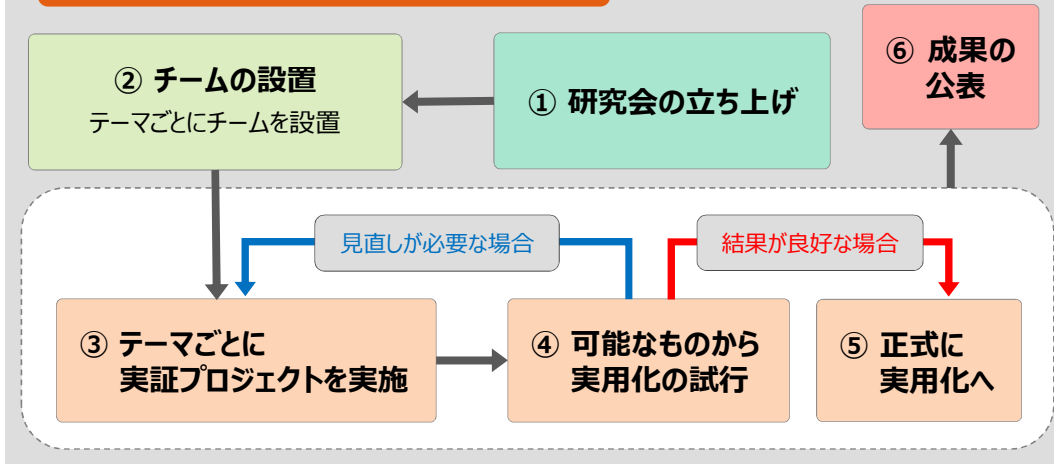 ② チームの設置
テーマごとにチームを設置
① 研究会の立ち上げ
⑥ 成果の
公表
見直しが必要な場合
結果が良好な場合
③ テーマごとに
実証プロジェクトを実施
④ 可能なものから
実用化の試行
⑤ 正式に
実用化へ